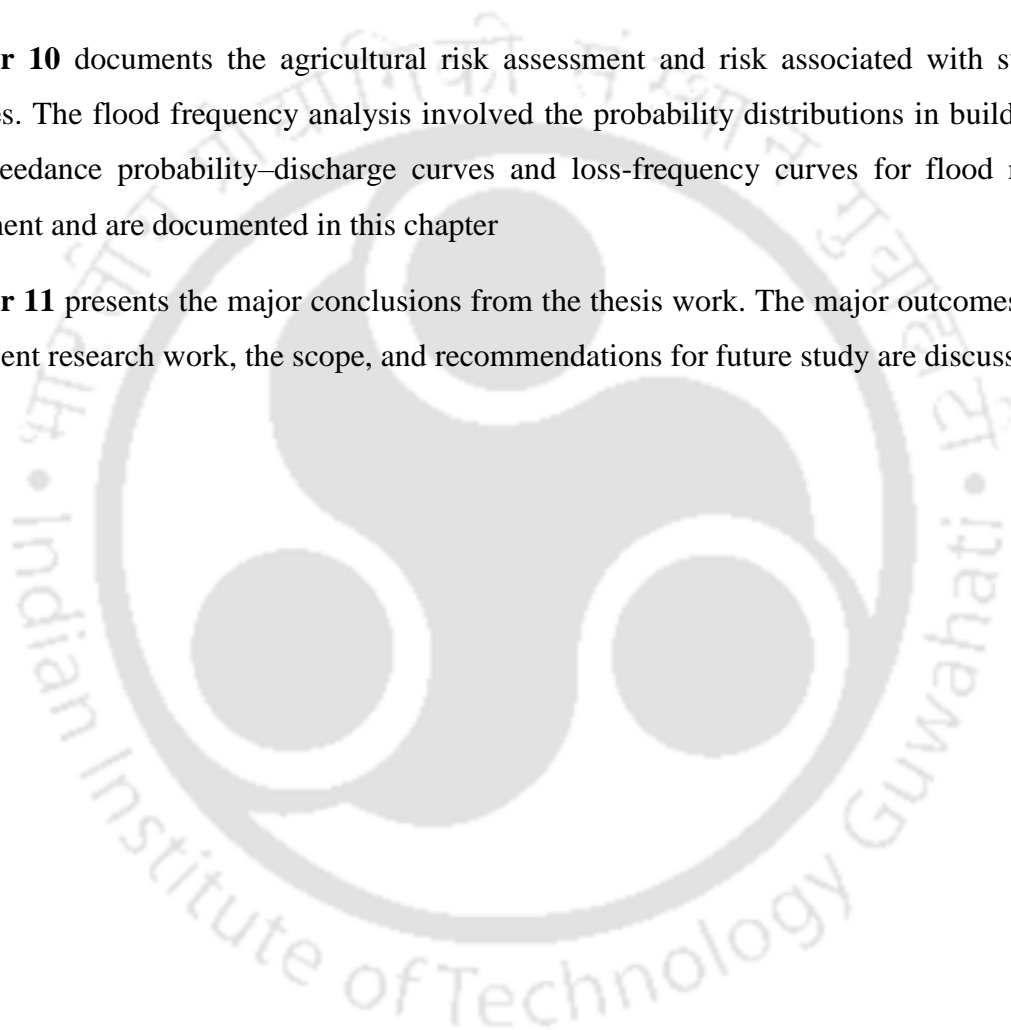 r 10 documents the agricultural risk assessment and risk associated with s
es. The flood frequency analysis involved the probability distributions in build
eedance probability–discharge curves and loss-frequency curves for flood
ent and are documented in this chapter
r 11 presents the major conclusions from the thesis work. The major outcomes
ent research work, the scope, and recommendations for future study are discuss
Indian Institute of Technology Guwahati